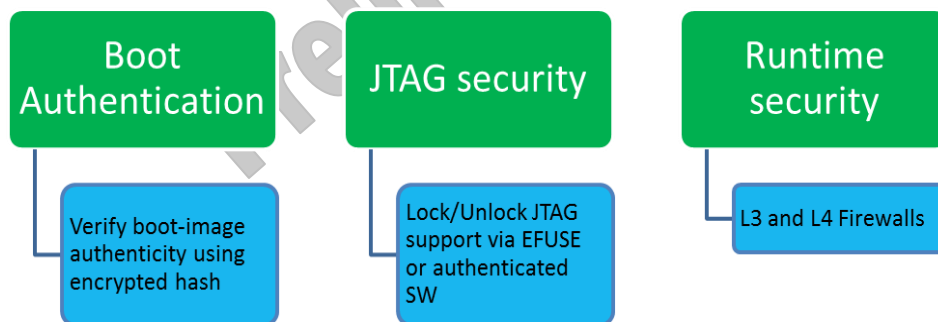 Boot
Authentication
Verify boot-image
authenticity using
encrypted hash
JTAG security
Lock/Unlock JTAG
support via EFUSE
or authenticated
SW
Runtime
security
L3 and L4 Firewalls